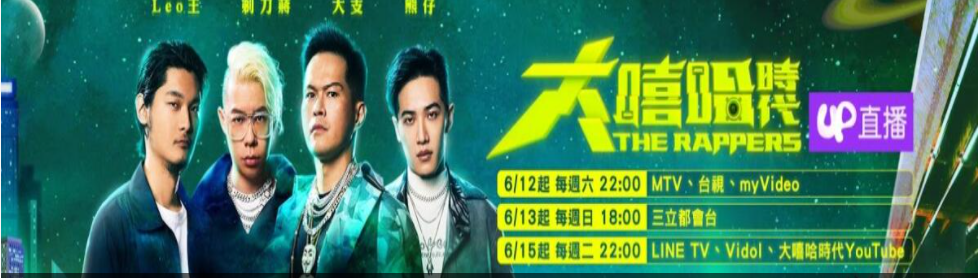 Leo王 剃刀蔣 大支 熊仔
大嘻哈時代
THE RAPPERS
UP直播
6/12起 每週六 22:00 MTV、台視、myVideo
6/13起 每週日 18:00 三立都會台
6/15起 每週二 22:00 LINE TV、Vidol、大嘻哈時代YouTube